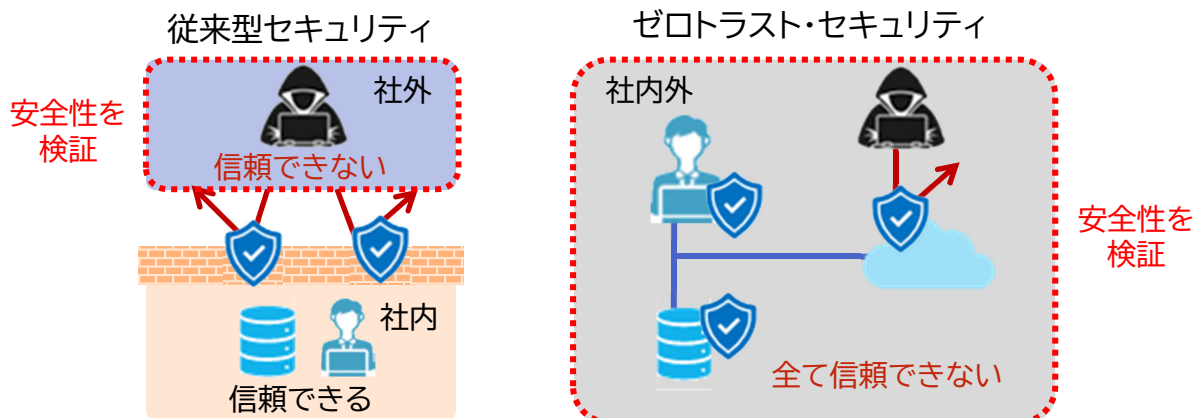 従来型セキュリティ
社外
安全性を
検証
信頼できない
社内
信頼できる
ゼロトラスト・セキュリティ
社内外
安全性を
検証
全て信頼できない